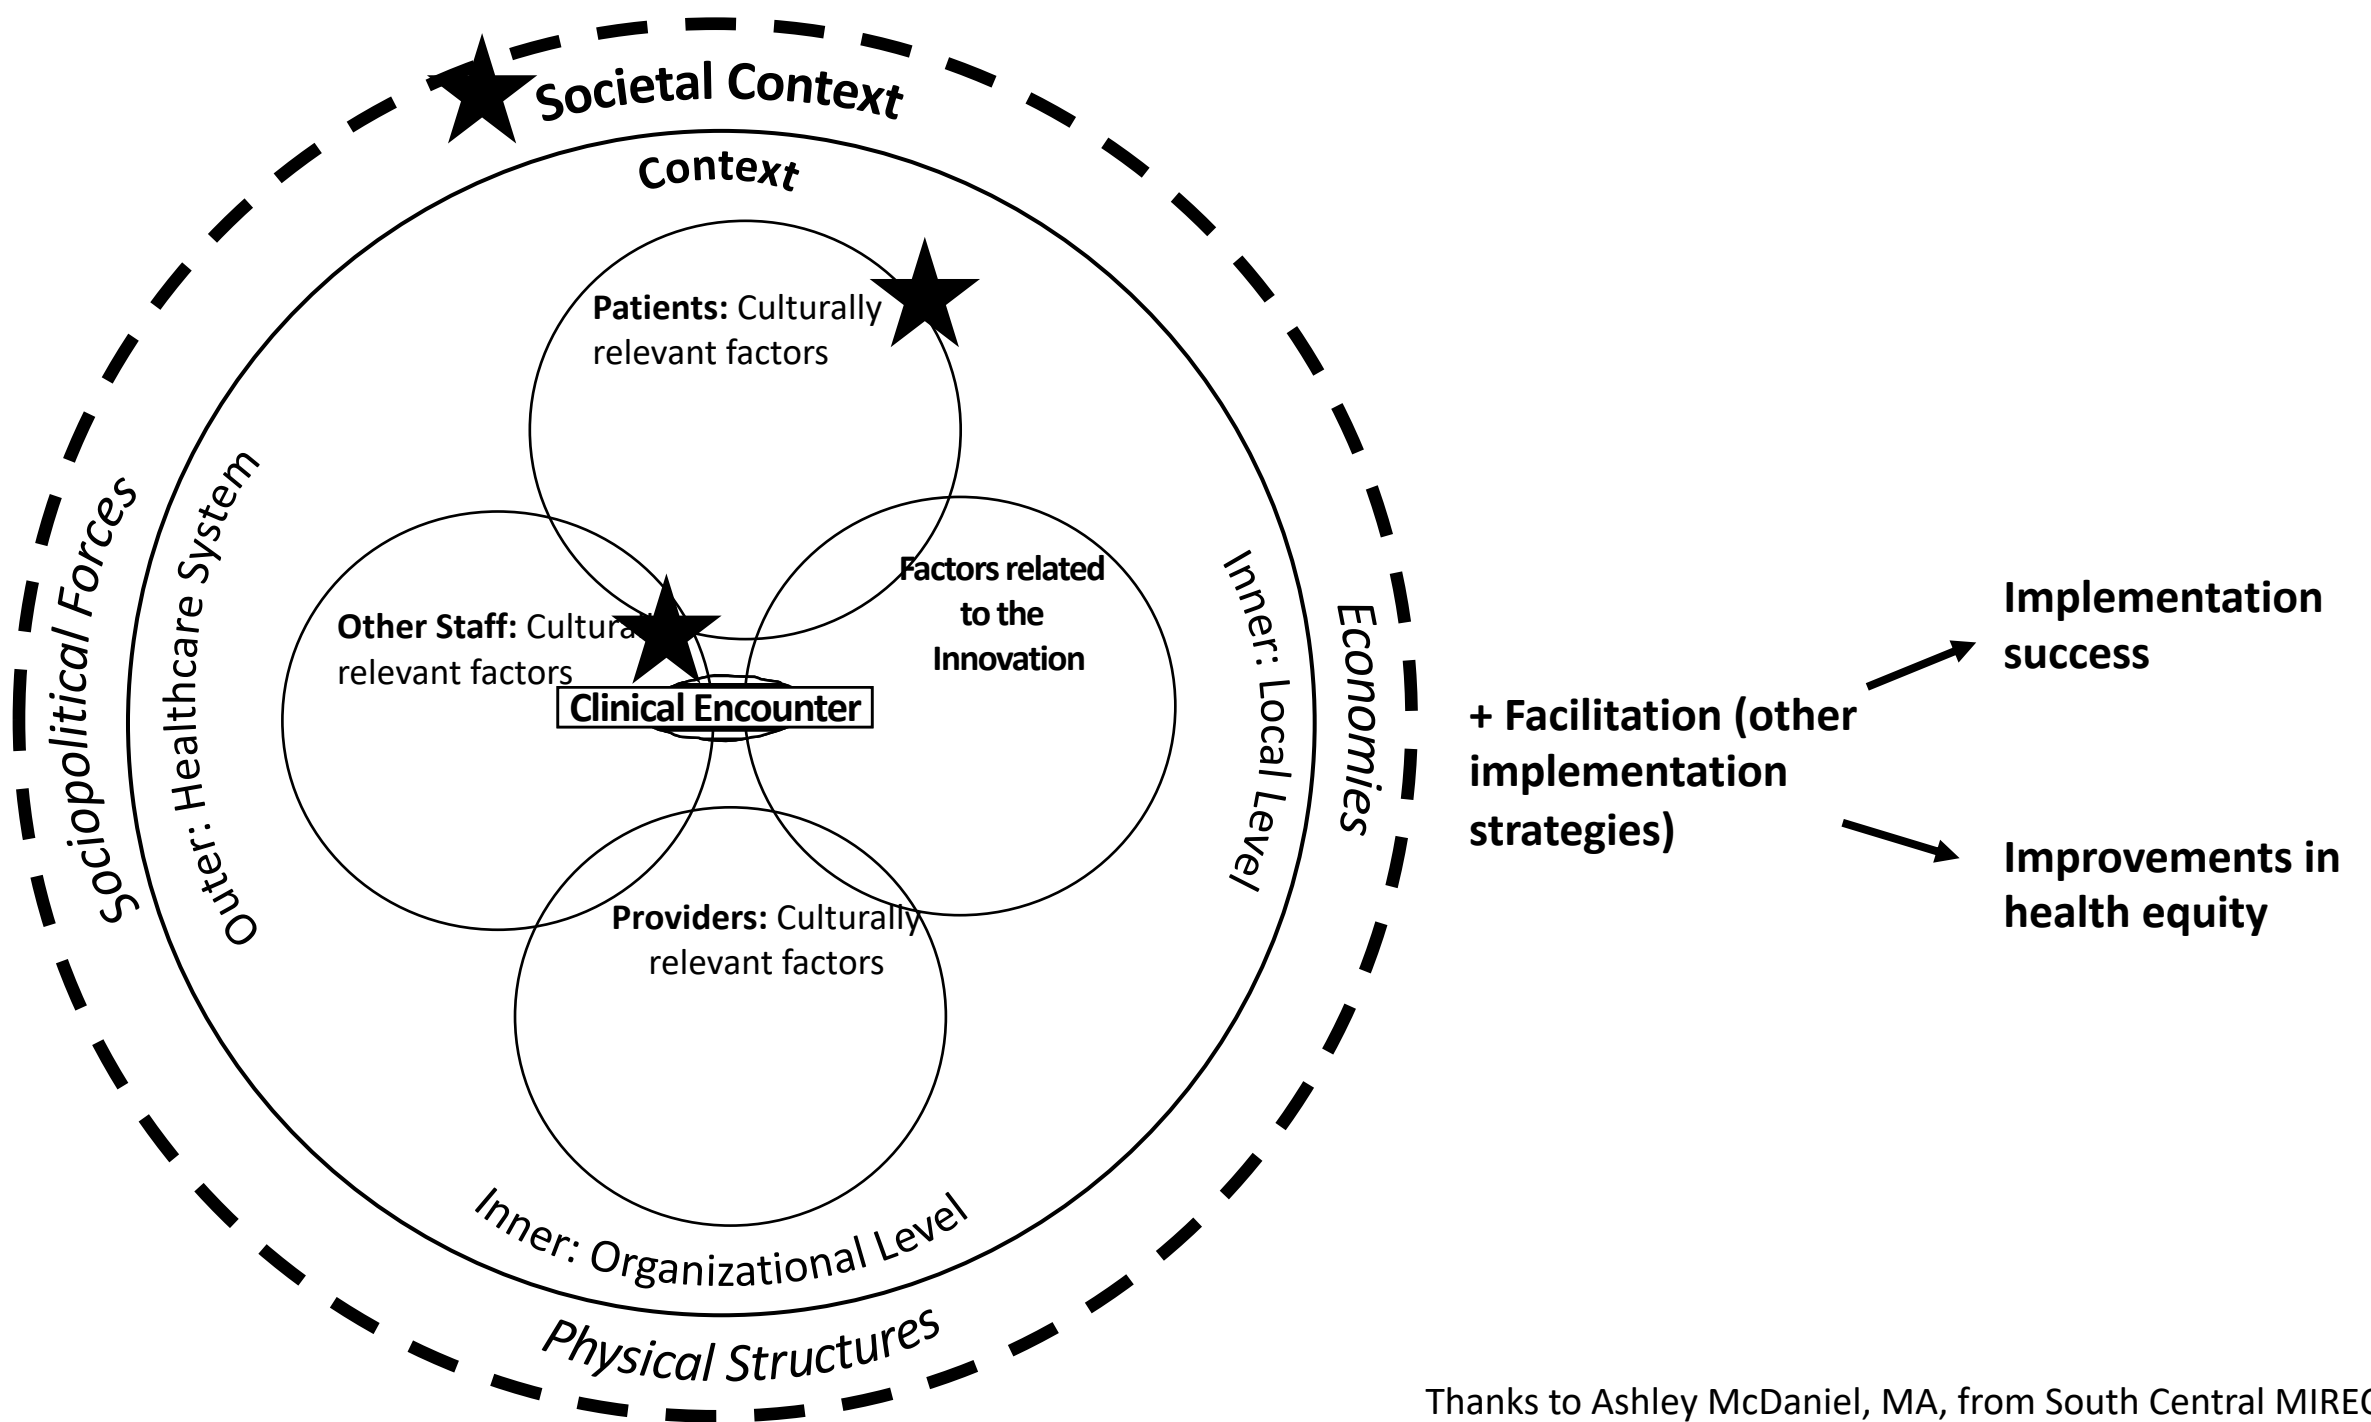 Societal Context
Context
Patients: Culturally
relevant factors
Sociopolitical Forces
Outer: Healthcare System
Other Staff:
relevant factors
Factors related
to the
Innovation
Clinical Encounter
Inner: Local Level
Economies
Providers: Culturally
relevant factors
Inner: Organizational Level
Physical Structures
+ Facilitation (other
implementation
strategies)
Implementation
success
Improvements in
health equity
Thanks to Ashley McDaniel, MA, from South Central